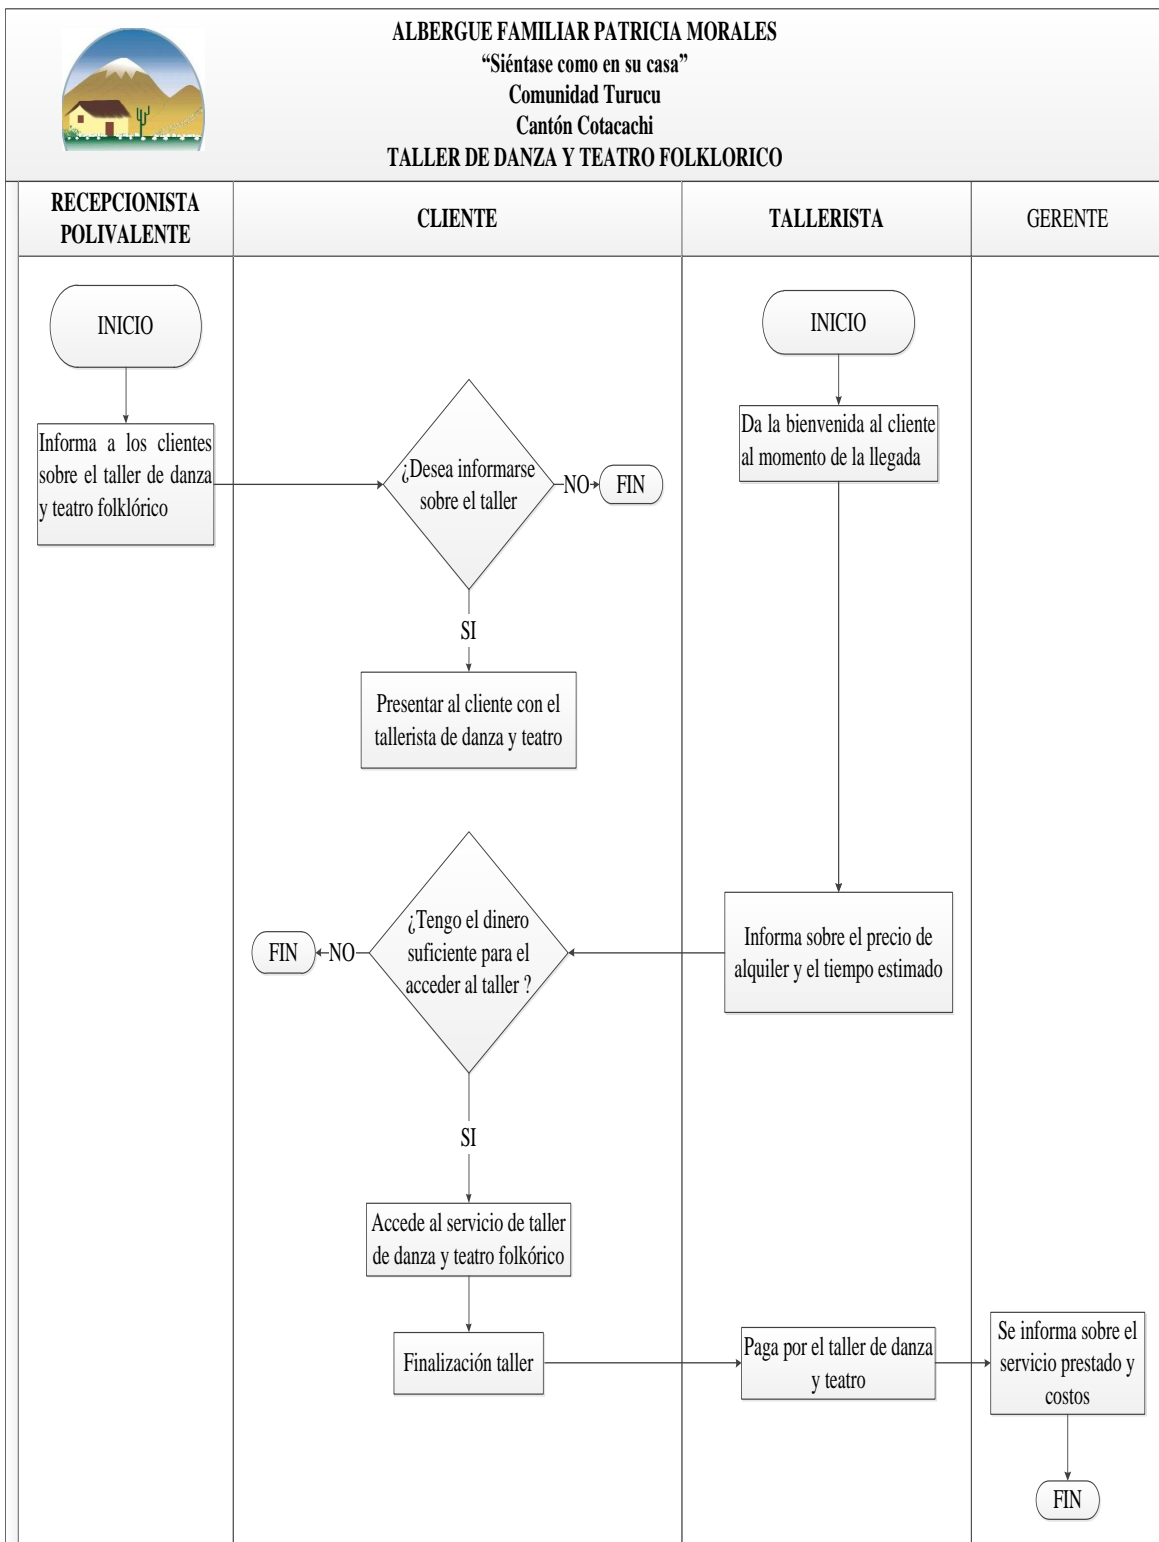 ALBERGUE FAMILIAR PATRICIA MORALES
“Siéntase como en su casa”
Comunidad Turucu
Cantón Cotacachi
TALLER DE DANZA Y TEATRO FOLKLORICO
RECEPCIONISTA
POLIVALENTE
CLIENTE
TALLERISTA
GERENTE
INICIO
INICIO
Informa a los clientes
sobre el taller de danza
y teatro folklórico
¿Desea informarse
sobre el taller
NO
FIN
Da la bienvenida al cliente
al momento de la llegada
SI
Presentar al cliente con el
tallerista de danza y teatro
FIN
NO
¿Tengo el dinero
suficiente para el
acceder al taller ?
Informa sobre el precio de
alquiler y el tiempo estimado
SI
Accede al servicio de taller
de danza y teatro folkórico
Finalización taller
Paga por el taller de danza
y teatro
Se informa sobre el
servicio prestado y
costos
FIN